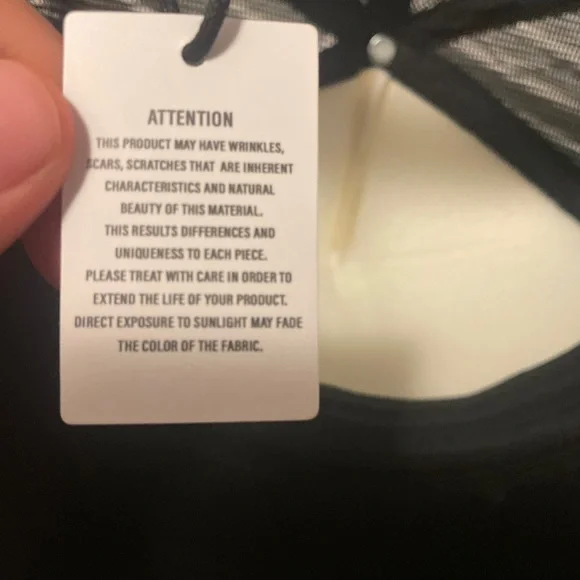 ATTENTION
THIS PRODUCT MAY HAVE WRINKLES,
SCARS, SCRATCHES THAT ARE INHERENT
CHARACTERISTICS AND NATURAL
BEAUTY OF THIS MATERIAL.
THIS RESULTS DIFFERENCES AND
UNIQUENESS TO EACH PIECE.
PLEASE TREAT WITH CARE IN ORDER TO
EXTEND THE LIFE OF YOUR PRODUCT.
DIRECT EXPOSURE TO SUNLIGHT MAY FADE
THE COLOR OF THE FABRIC.